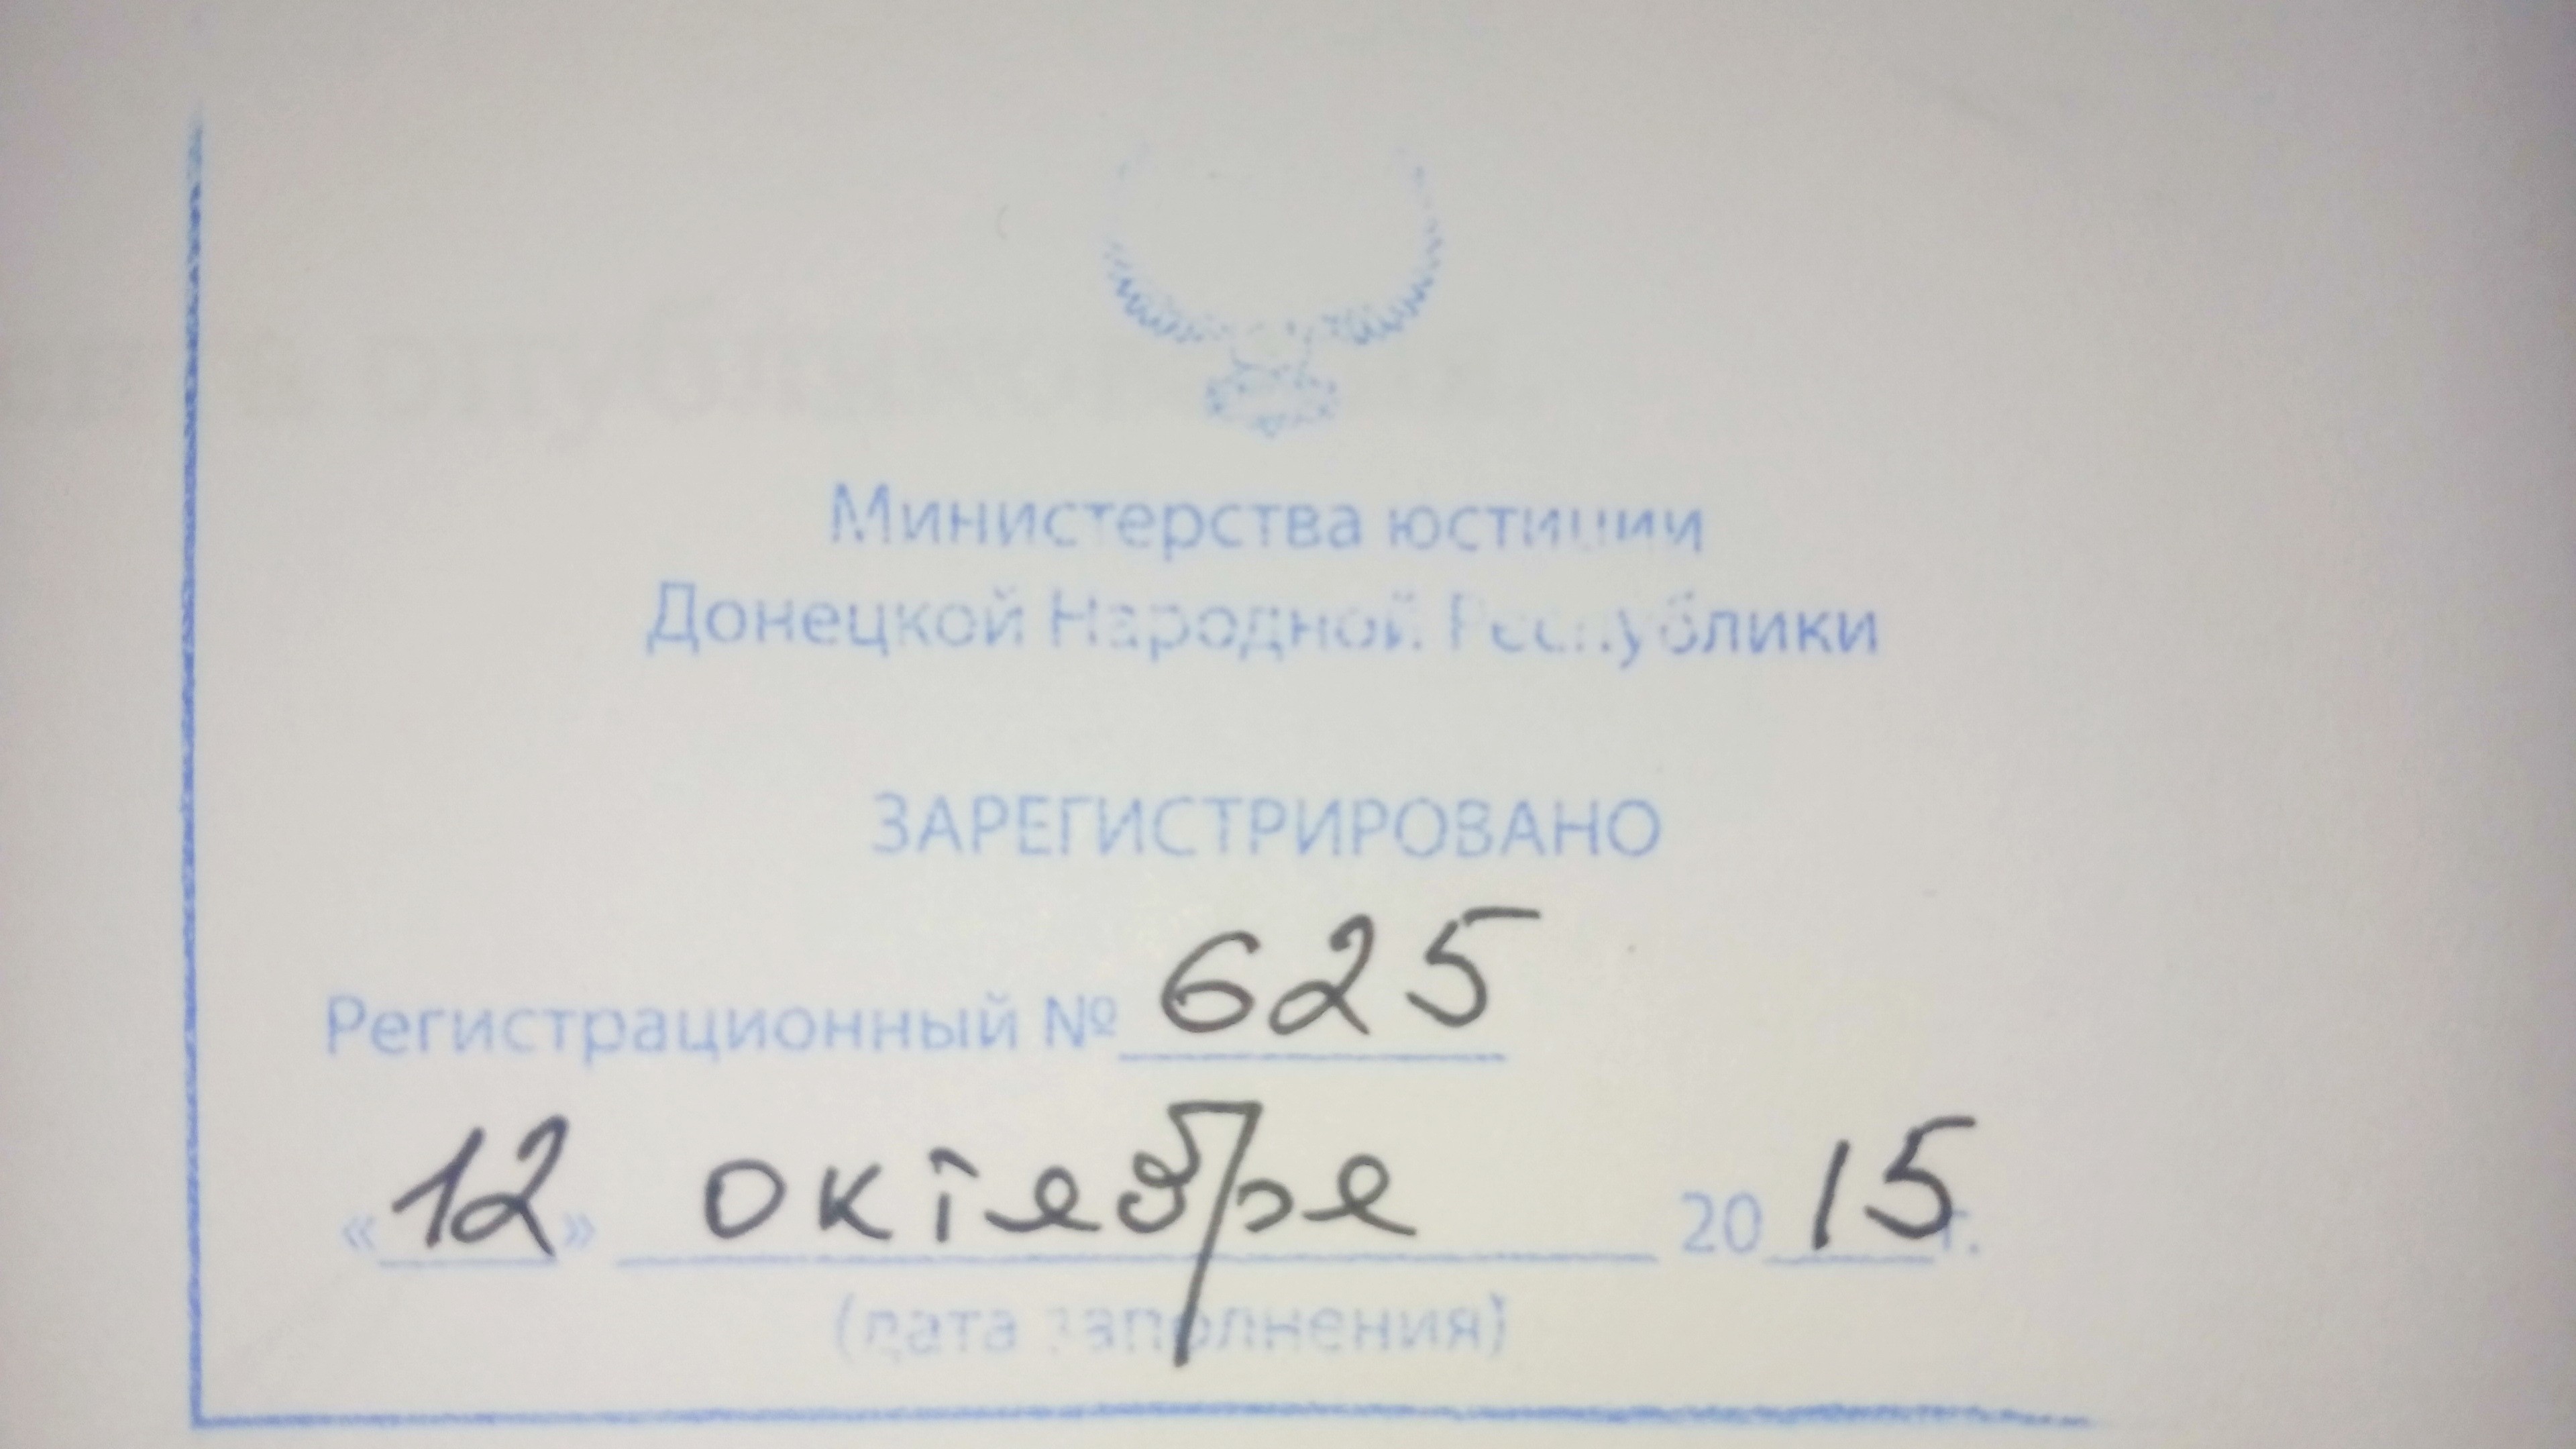 Министерства юстиции
Донецкой Народной Республики
ЗАРЕГИСТРИРОВАНО
Регистрационный № 625
«12» октября 2015 г.
(дата заполнения)